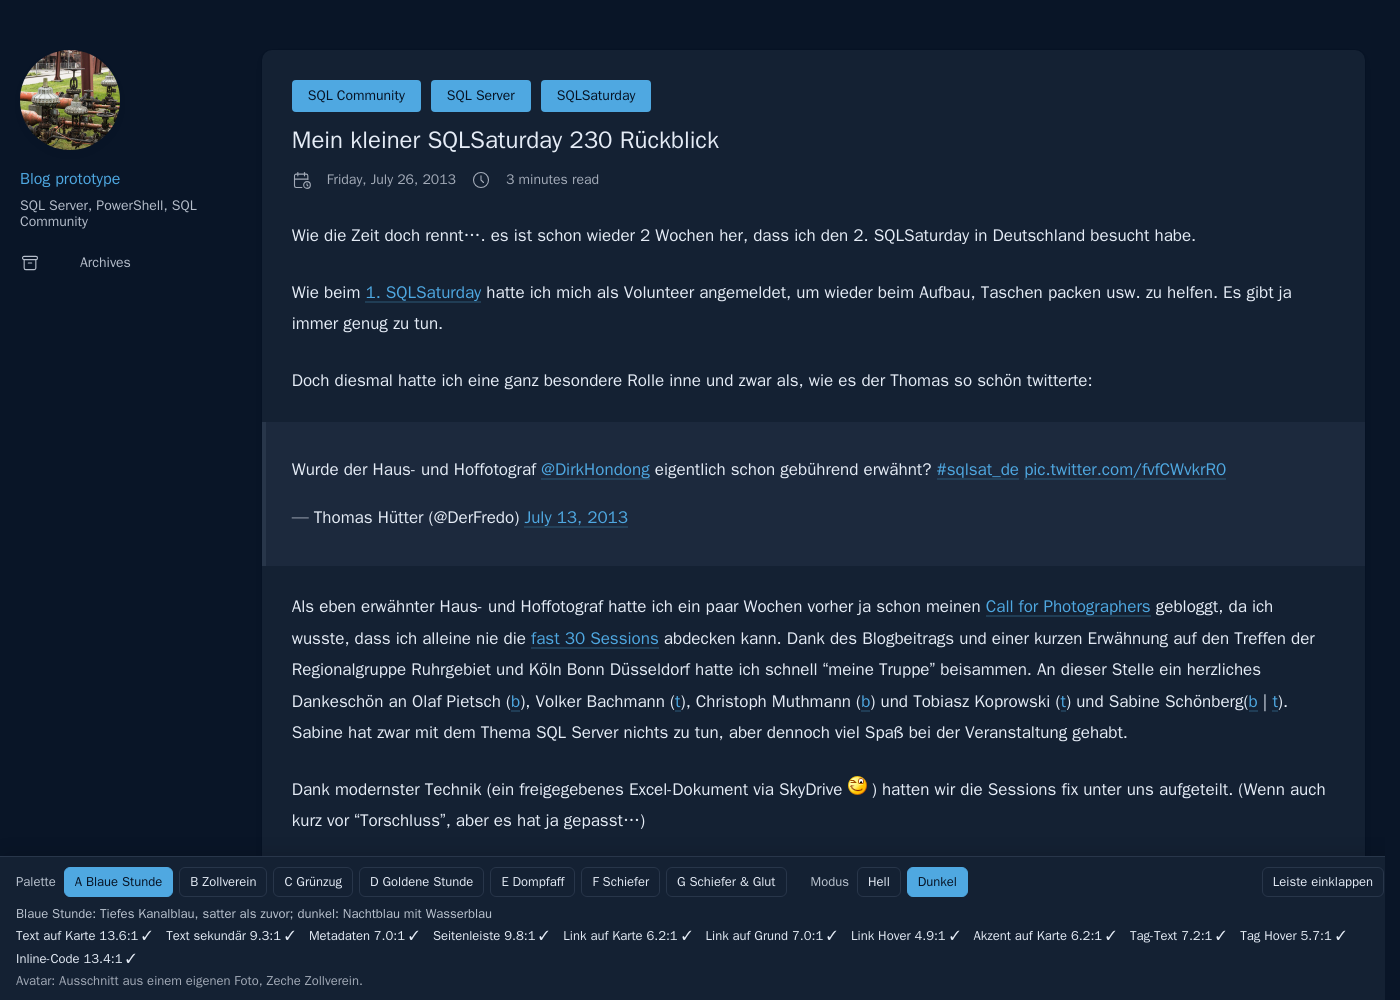 Blog prototype
SQL Server, PowerShell, SQL
Community
Archives
SQL Community SQL Server SQLSaturday
Mein kleiner SQLSaturday 230 Rückblick
Friday, July 26, 2013 3 minutes read
Wie die Zeit doch rennt…. es ist schon wieder 2 Wochen her, dass ich den 2. SQLSaturday in Deutschland besucht habe.
Wie beim 1. SQLSaturday hatte ich mich als Volunteer angemeldet, um wieder beim Aufbau, Taschen packen usw. zu helfen. Es gibt ja
immer genug zu tun.
Doch diesmal hatte ich eine ganz besondere Rolle inne und zwar als, wie es der Thomas so schön twitterte:
Wurde der Haus- und Hoffotograf @DirkHondong eigentlich schon gebührend erwähnt? #sqlsat_de pic.twitter.com/fvfCWvkrR0
— Thomas Hütter (@DerFredo) July 13, 2013
Als eben erwähnter Haus- und Hoffotograf hatte ich ein paar Wochen vorher ja schon meinen Call for Photographers gebloggt, da ich
wusste, dass ich alleine nie die fast 30 Sessions abdecken kann. Dank des Blogbeitrags und einer kurzen Erwähnung auf den Treffen der
Regionalgruppe Ruhrgebiet und Köln Bonn Düsseldorf hatte ich schnell “meine Truppe” beisammen. An dieser Stelle ein herzliches
Dankeschön an Olaf Pietsch (b), Volker Bachmann (t), Christoph Muthmann (b) und Tobiasz Koprowski (t) und Sabine Schönberg(b | t).
Sabine hat zwar mit dem Thema SQL Server nichts zu tun, aber dennoch viel Spaß bei der Veranstaltung gehabt.
Dank modernster Technik (ein freigegebenes Excel-Dokument via SkyDrive 😉 ) hatten wir die Sessions fix unter uns aufgeteilt. (Wenn auch
kurz vor “Torschluss”, aber es hat ja gepasst…)
Palette A Blaue Stunde B Zollverein C Grünzug D Goldene Stunde E Dompfaff F Schiefer G Schiefer & Glut Modus Hell Dunkel Leiste einklappen
Blaue Stunde: Tiefes Kanalblau, satter als zuvor; dunkel: Nachtblau mit Wasserblau
Text auf Karte 13.6:1 ✓ Text sekundär 9.3:1 ✓ Metadaten 7.0:1 ✓ Seitenleiste 9.8:1 ✓ Link auf Karte 6.2:1 ✓ Link auf Grund 7.0:1 ✓ Link Hover 4.9:1 ✓ Akzent auf Karte 6.2:1 ✓ Tag-Text 7.2:1 ✓ Tag Hover 5.7:1 ✓
Inline-Code 13.4:1 ✓
Avatar: Ausschnitt aus einem eigenen Foto, Zeche Zollverein.